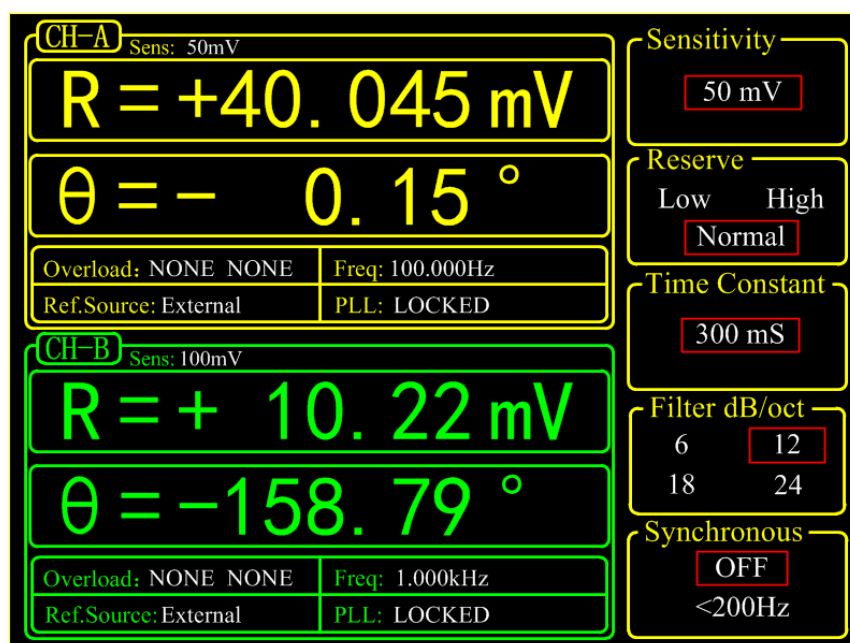 CH-A Sens: 50mV
R = +40.045 mV
θ = - 0.15 °
Overload: NONE NONE Freq: 100.000Hz
Ref.Source: External PLL: LOCKED
CH-B Sens: 100mV
R = + 10.22 mV
θ = -158.79 °
Overload: NONE NONE Freq: 1.000kHz
Ref.Source: External PLL: LOCKED
Sensitivity
50 mV
Reserve
Low High
Normal
Time Constant
300 mS
Filter dB/oct
6 12
18 24
Synchronous
OFF
<200Hz